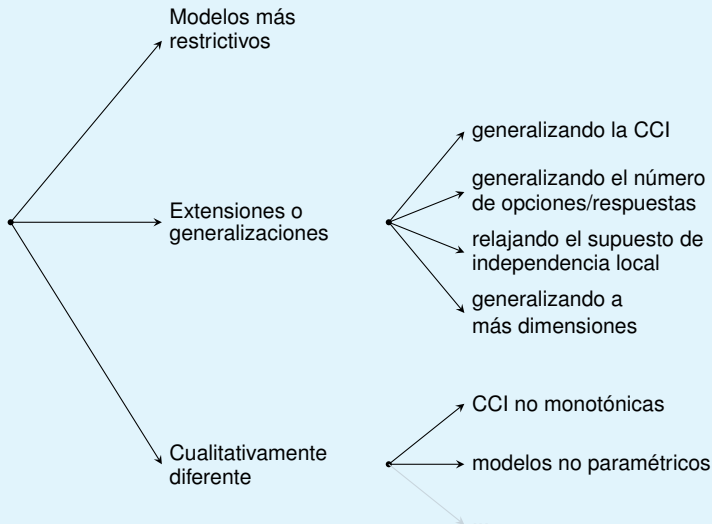 Modelos más
restrictivos
Extensiones o
generalizaciones
generalizando la CCI
generalizando el número
de opciones/respuestas
relajando el supuesto de
independencia local
generalizando a
más dimensiones
Cualitativamente
diferente
CCI no monotónicas
modelos no paramétricos